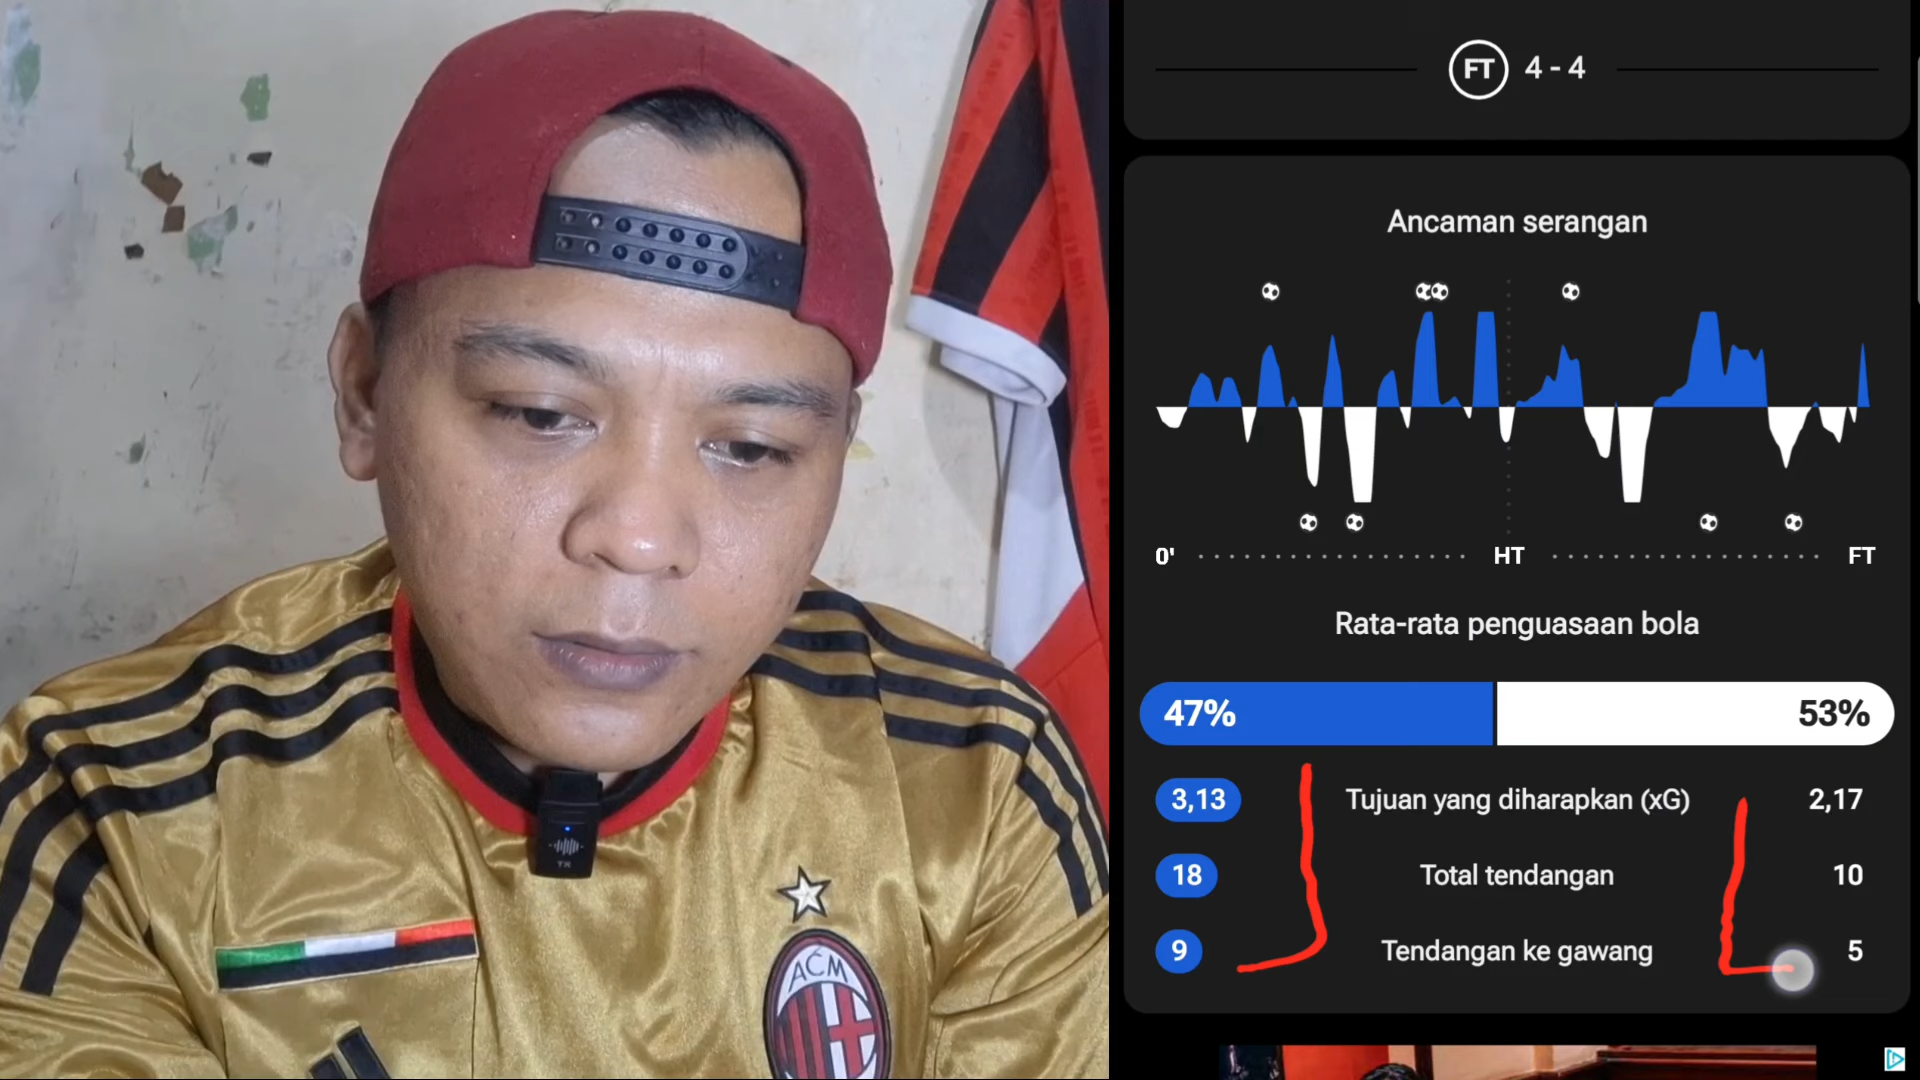 FT 4 - 4
Ancaman serangan
0' HT FT
Rata-rata penguasaan bola
47% 53%
3,13 Tujuan yang diharapkan (xG) 2,17
18 Total tendangan 10
9 Tendangan ke gawang 5
TX
ACM